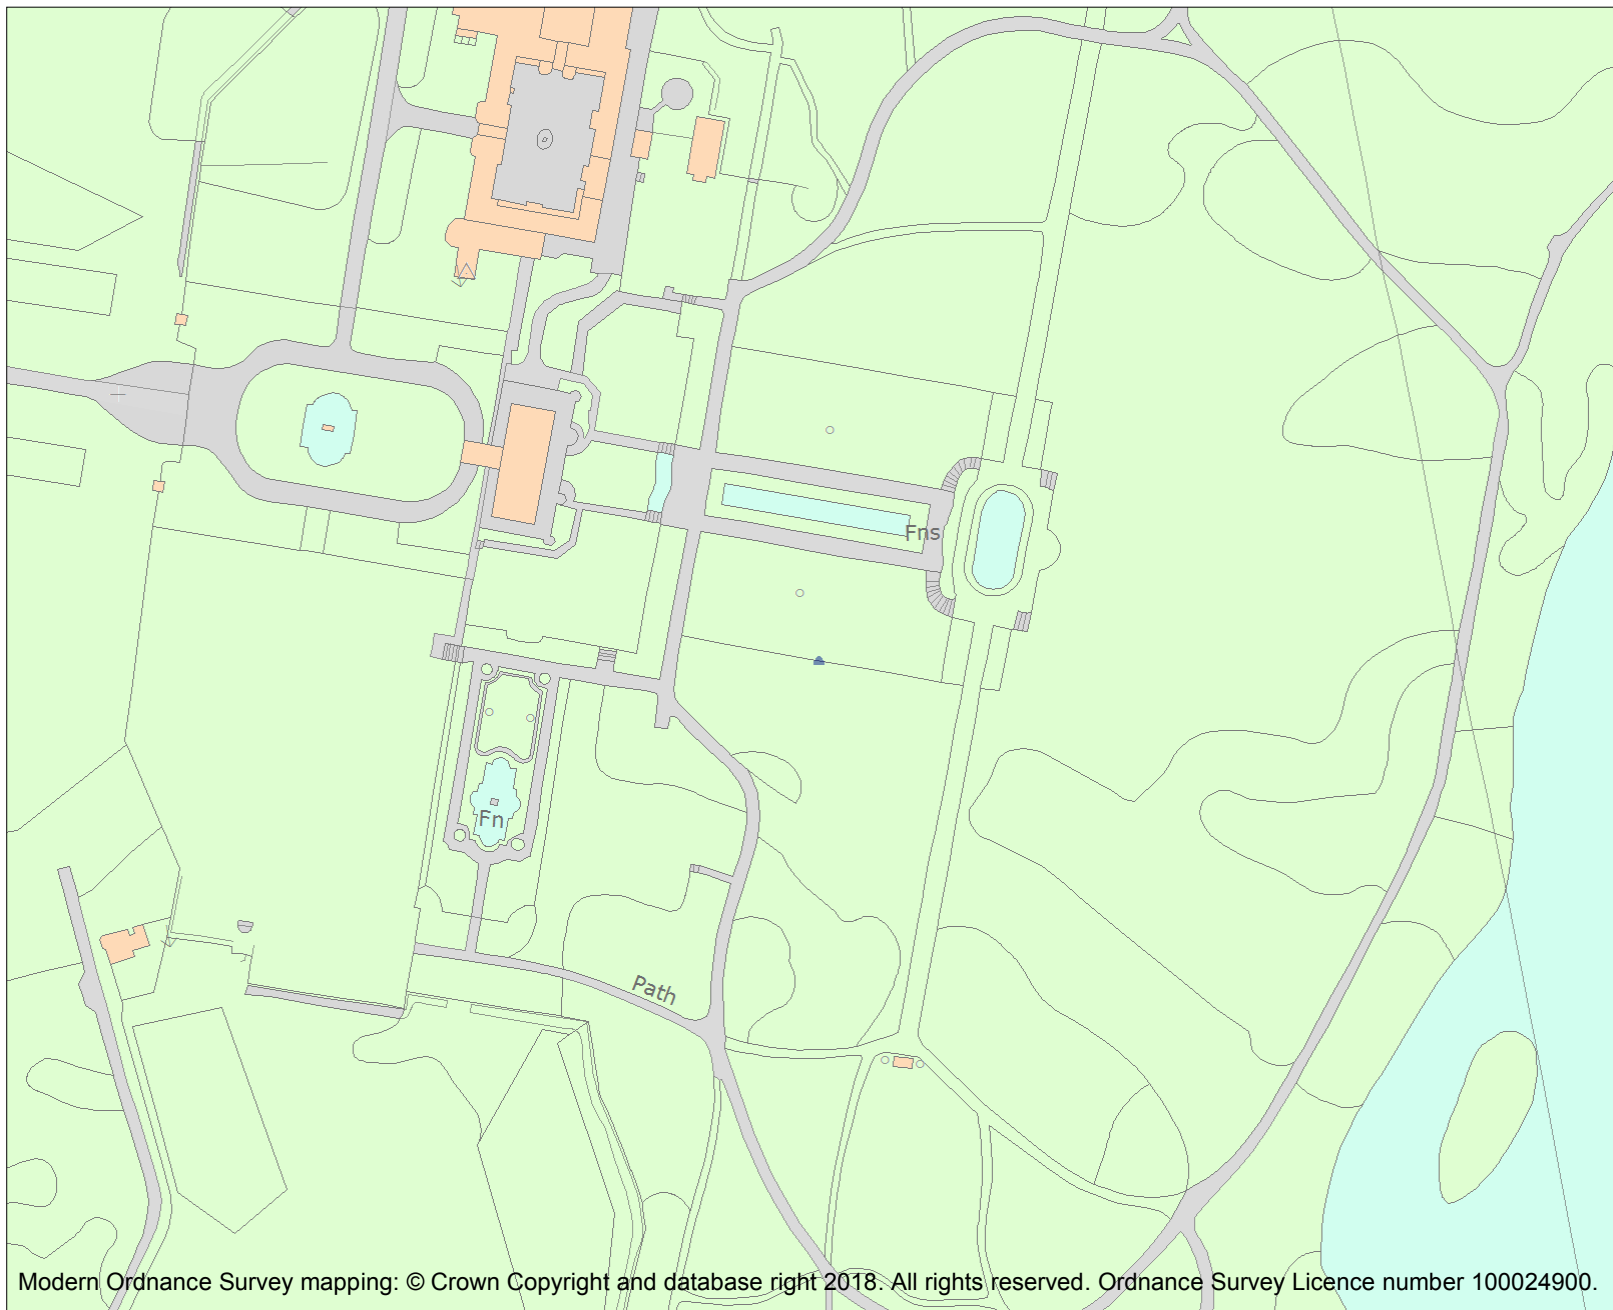 Fns
Fn
Path
Modern Ordnance Survey mapping: © Crown Copyright and database right 2018. All rights reserved. Ordnance Survey Licence number 100024900.